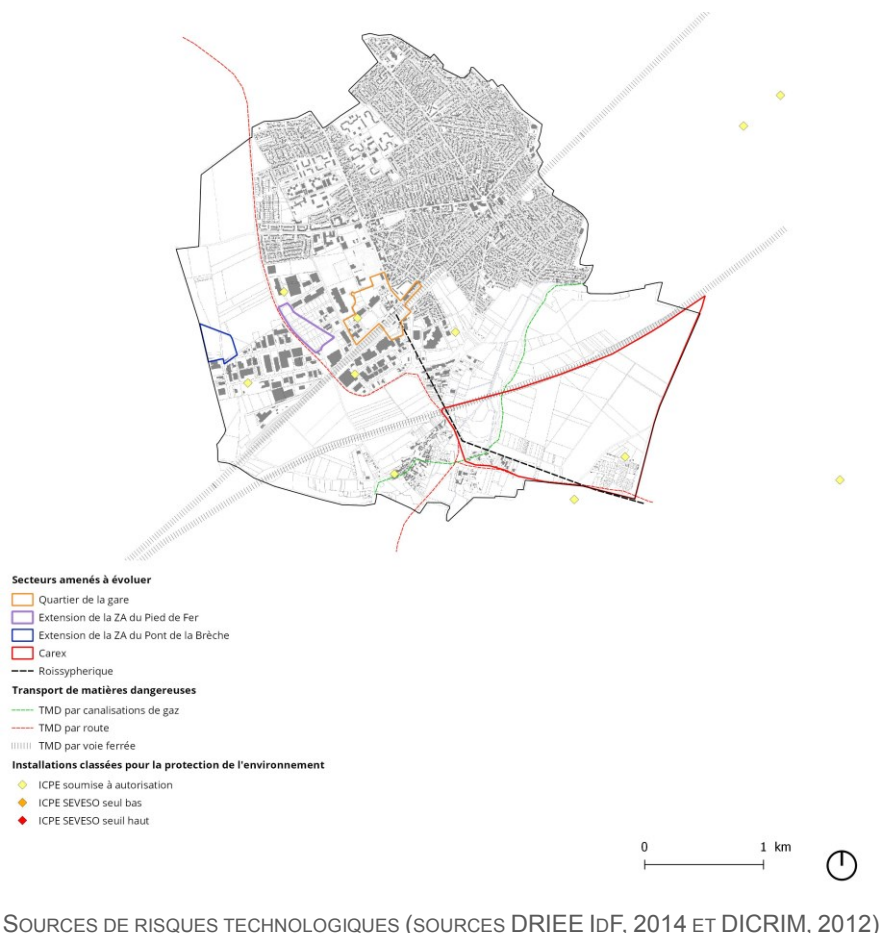 Secteurs amenés à évoluer
Quartier de la gare
Extension de la ZA du Pied de Fer
Extension de la ZA du Pont de la Brèche
Carex
Roissypherique
Transport de matières dangereuses
TMD par canalisations de gaz
TMD par route
TMD par voie ferrée
Installations classées pour la protection de l'environnement
ICPE soumise à autorisation
ICPE SEVESO seul bas
ICPE SEVESO seuil haut
0 1 km
SOURCES DE RISQUES TECHNOLOGIQUES (SOURCES DRIEE IDF, 2014 ET DICRIM, 2012)